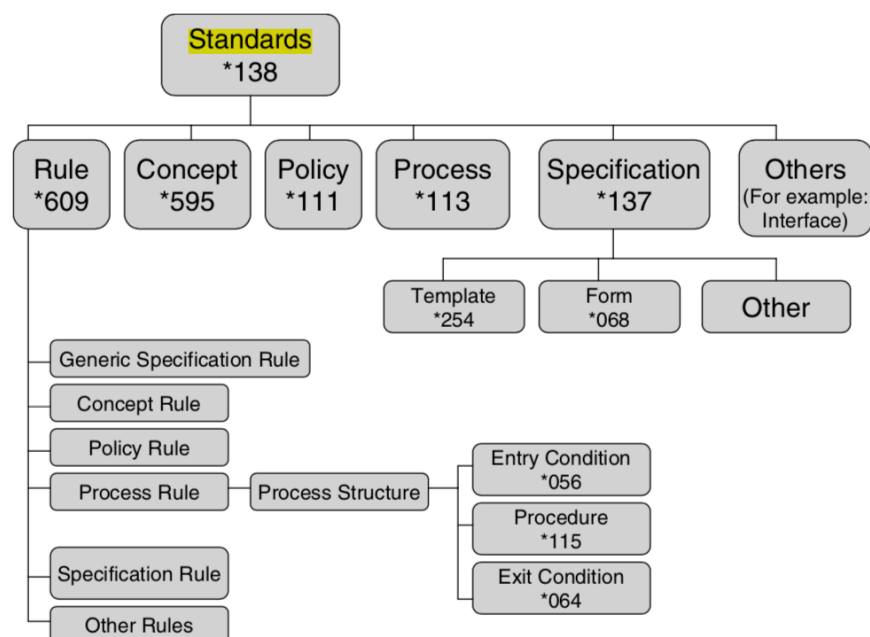 Standards
*138
Rule
*609
Concept
*595
Policy
*111
Process
*113
Specification
*137
Others
(For example:
Interface)
Template
*254
Form
*068
Other
Generic Specification Rule
Concept Rule
Policy Rule
Process Rule
Process Structure
Entry Condition
*056
Procedure
*115
Exit Condition
*064
Specification Rule
Other Rules